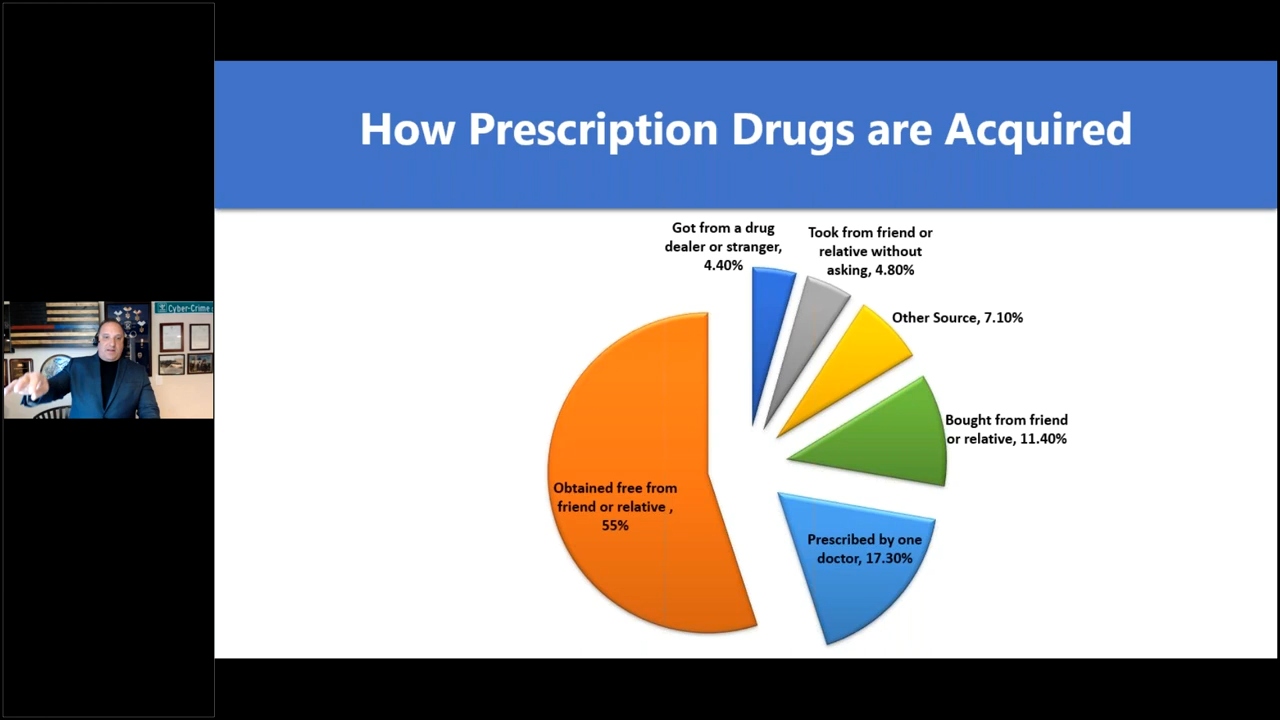 How Prescription Drugs are Acquired
Got from a drug
dealer or stranger,
4.40%
Took from friend or
relative without
asking, 4.80%
Other Source, 7.10%
Bought from friend
or relative, 11.40%
Prescribed by one
doctor, 17.30%
Obtained free from
friend or relative ,
55%
Cyber-Crime